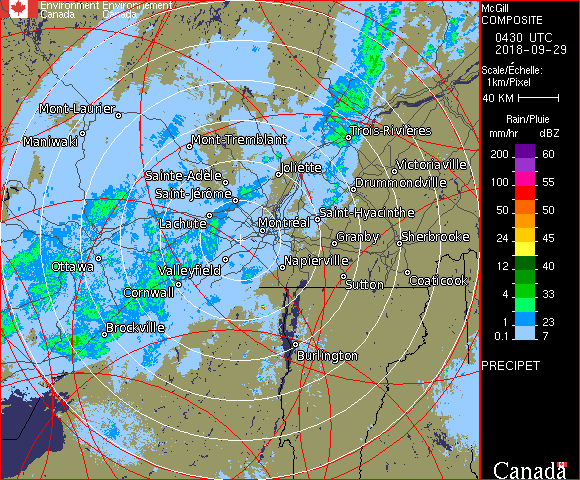 Environment Environnement
Canada Canada
McGill
COMPOSITE
0430 UTC
2018-09-29
Scale/Échelle:
1km/Pixel
40 KM
Rain/Pluie
mm/hr dBZ
200 60
100 55
50 50
24 45
12 40
4 33
1 23
0.1 7
PRECIPET
Canada
Mont-Laurier
Maniwaki
Mont-Tremblant
Trois-Rivières
Joliette
Victoriaville
Sainte-Adèle
Drummondville
Saint-Jérôme
Saint-Hyacinthe
Lachute
Montréal
Granby
Sherbrooke
Ottawa
Valleyfield
Napierville
Cornwall
Sutton
Coaticook
Brockville
Burlington